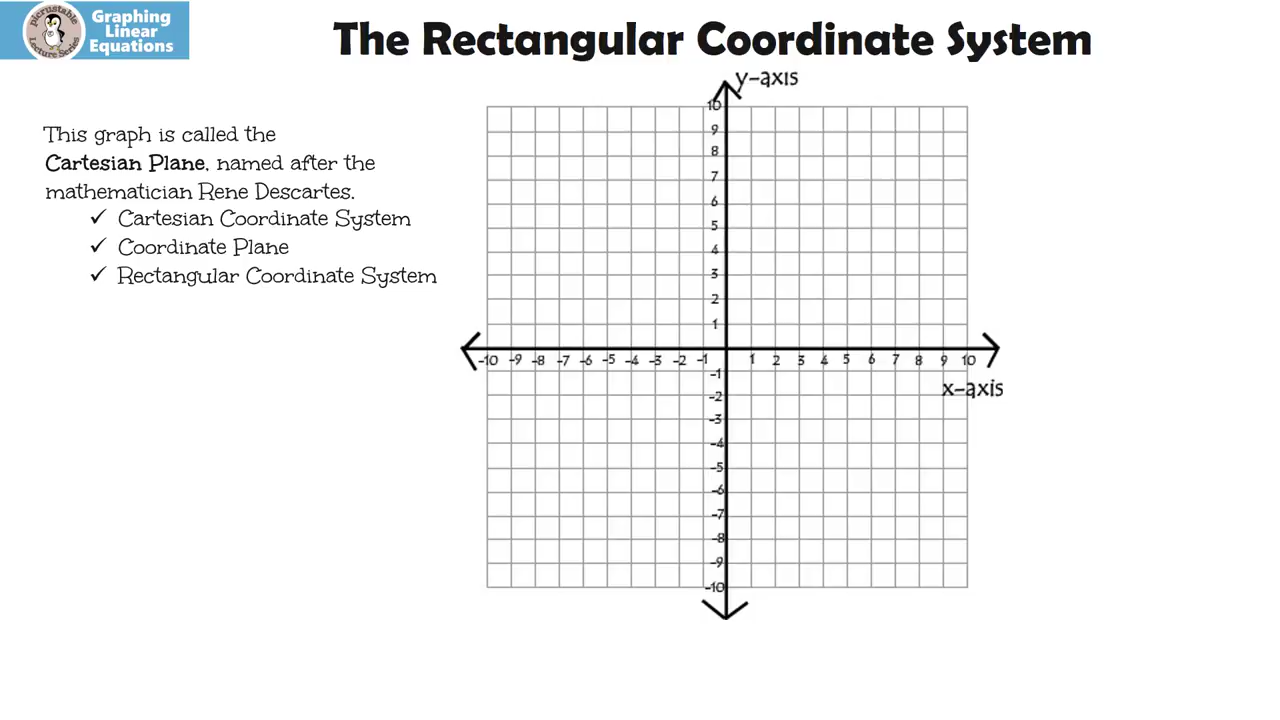 picrustable
Lecture Series
Graphing
Linear
Equations
The Rectangular Coordinate System
This graph is called the
Cartesian Plane, named after the
mathematician Rene Descartes.
✓ Cartesian Coordinate System
✓ Coordinate Plane
✓ Rectangular Coordinate System
y-axis
10
9
8
7
6
5
4
3
2
1
-10 -9 -8 -7 -6 -5 -4 -3 -2 -1 1 2 3 4 5 6 7 8 9 10
x-axis
-1
-2
-3
-4
-5
-6
-7
-8
-9
-10